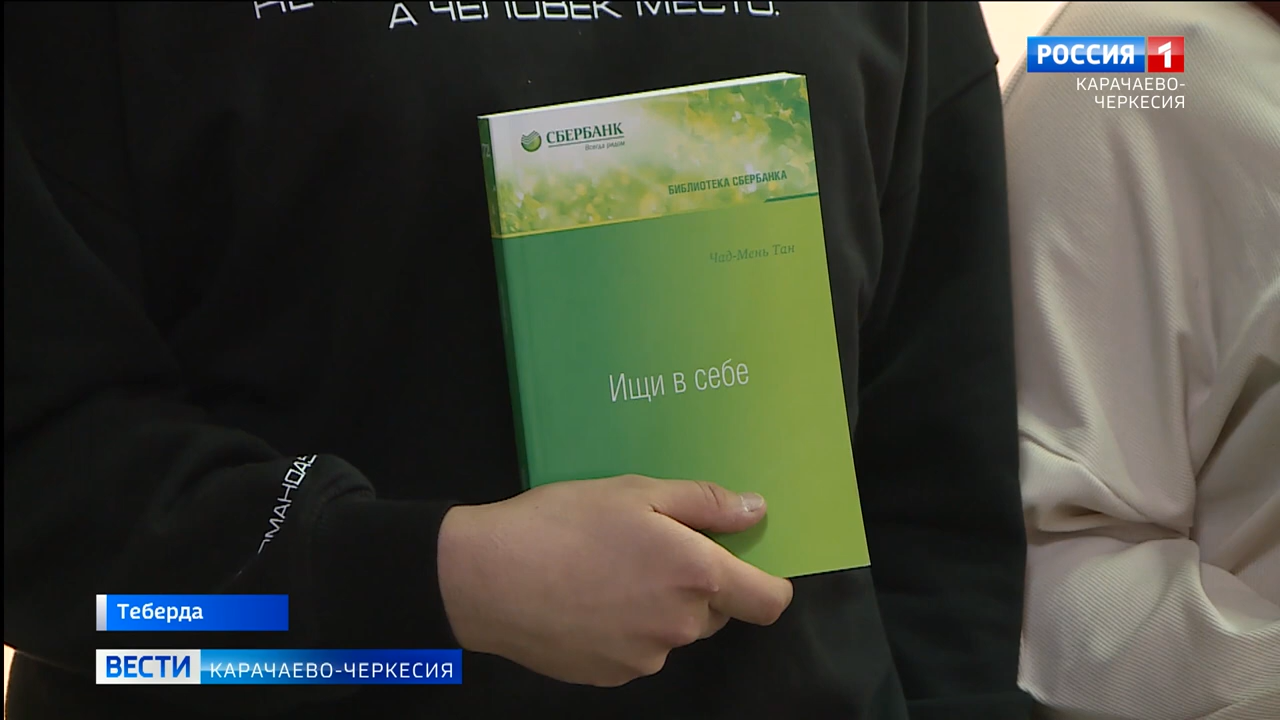 НЕ
А ЧЕЛОВЕК МЕСТО.
РОССИЯ 1
КАРАЧАЕВО-
ЧЕРКЕСИЯ
СБЕРБАНК
Всегда рядом
БИБЛИОТЕКА СБЕРБАНКА
Чад-Мень Тан
Ищи в себе
Теберда
ВЕСТИ КАРАЧАЕВО-ЧЕРКЕСИЯ